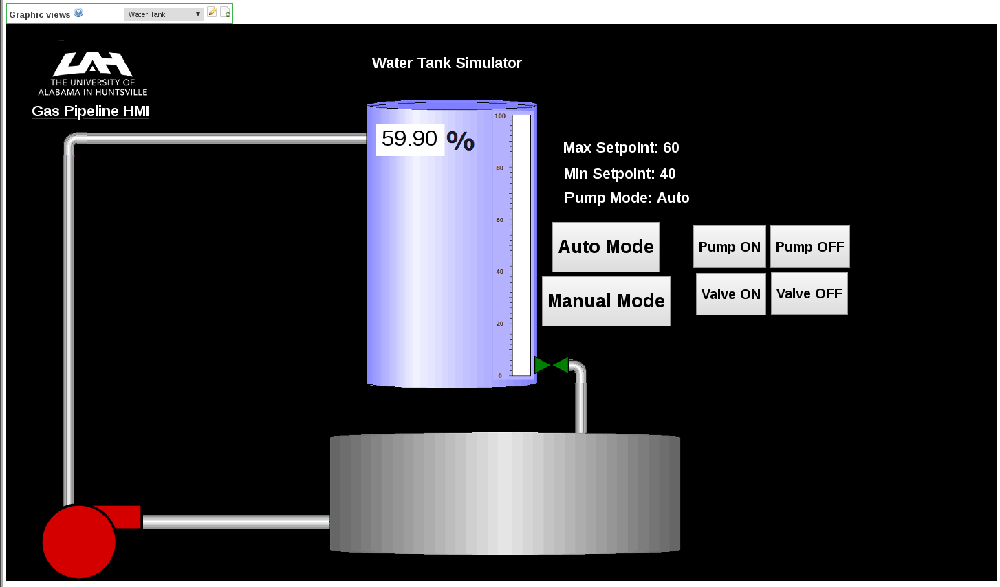 Graphic views
Water Tank
UAH
THE UNIVERSITY OF
ALABAMA IN HUNTSVILLE
Gas Pipeline HMI
Water Tank Simulator
59.90 %
100
80
60
40
20
0
Max Setpoint: 60
Min Setpoint: 40
Pump Mode: Auto
Auto Mode
Manual Mode
Pump ON
Pump OFF
Valve ON
Valve OFF